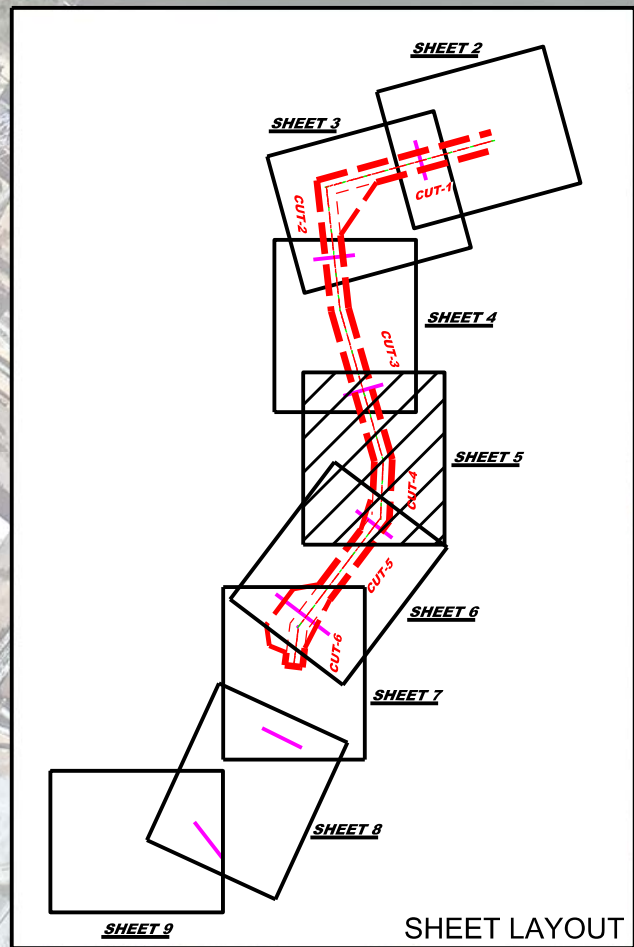 SHEET 2
SHEET 3
CUT-1
CUT-2
SHEET 4
CUT-3
SHEET 5
CUT-4
CUT-5
SHEET 6
CUT-6
SHEET 7
SHEET 8
SHEET 9
SHEET LAYOUT